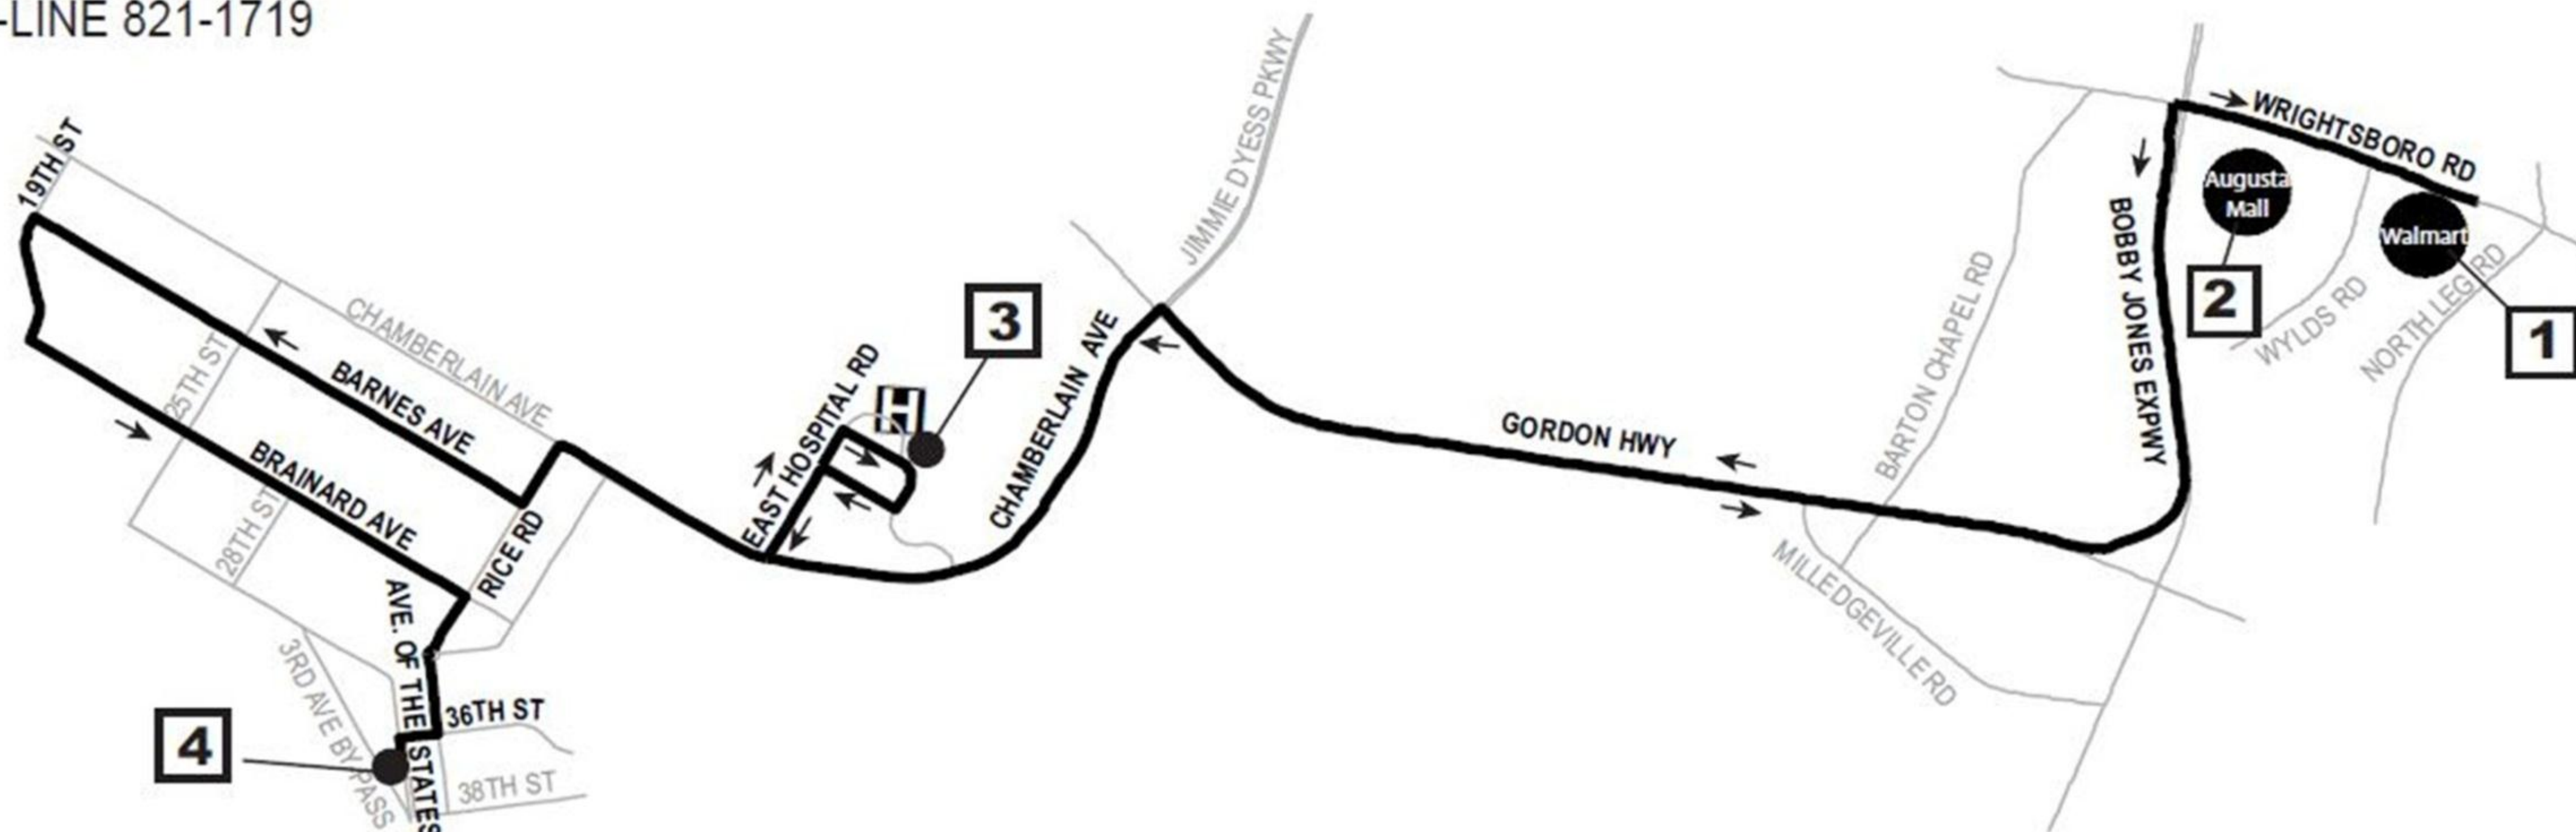 -LINE 821-1719
19TH ST
25TH ST
28TH ST
BARNES AVE
BRAINARD AVE
CHAMBERLAIN AVE
RICE RD
AVE. OF THE STATES
3RD AVE BY PASS
36TH ST
38TH ST
4
EAST HOSPITAL RD
H
3
CHAMBERLAIN AVE
JIMMIE DYESS PKWY
GORDON HWY
BARTON CHAPEL RD
MILLEDGEVILLE RD
BOBBY JONES EXPWY
WRIGHTSBORO RD
Augusta
Mall
2
Walmart
1
WYLDS RD
NORTH LEG RD